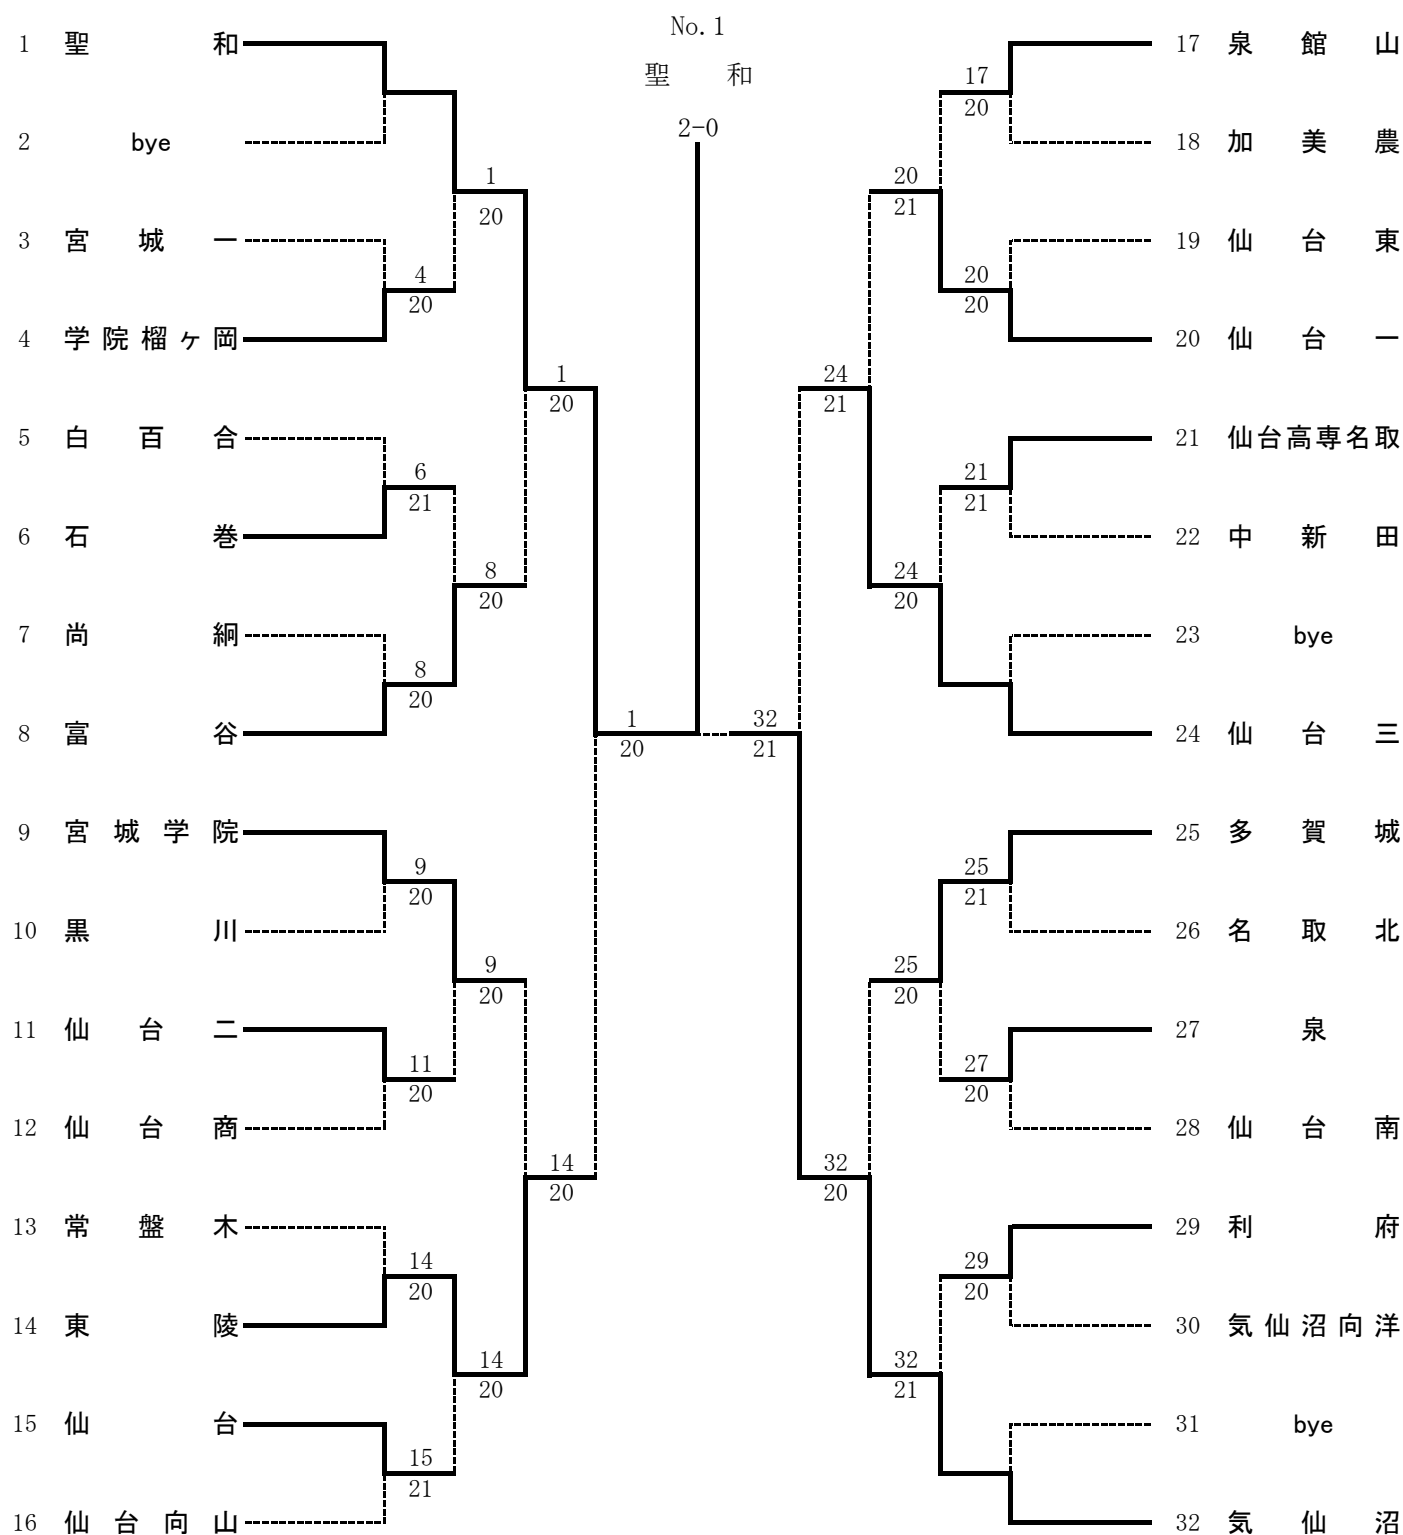 No.1
聖 和
2-0
1 聖 和
2 bye
1
20
3 宮 城 一
4
20
4 学 院 榴 ヶ 岡
1
20
5 白 百 合
6
21
6 石 巻
8
20
7 尚 絅
8
20
8 富 谷
1
20
9 宮 城 学 院
9
20
10 黒 川
9
20
11 仙 台 二
11
20
12 仙 台 商
14
20
13 常 盤 木
14
20
14 東 陵
14
20
15 仙 台
15
21
16 仙 台 向 山
17 泉 館 山
17
20
18 加 美 農
20
21
19 仙 台 東
20
20
20 仙 台 一
24
21
21 仙台高専名取
21
21
22 中 新 田
24
20
23 bye
24 仙 台 三
32
21
25 多 賀 城
25
21
26 名 取 北
25
20
27 泉
27
20
28 仙 台 南
32
20
29 利 府
29
20
30 気 仙 沼 向 洋
32
21
31 bye
32 気 仙 沼